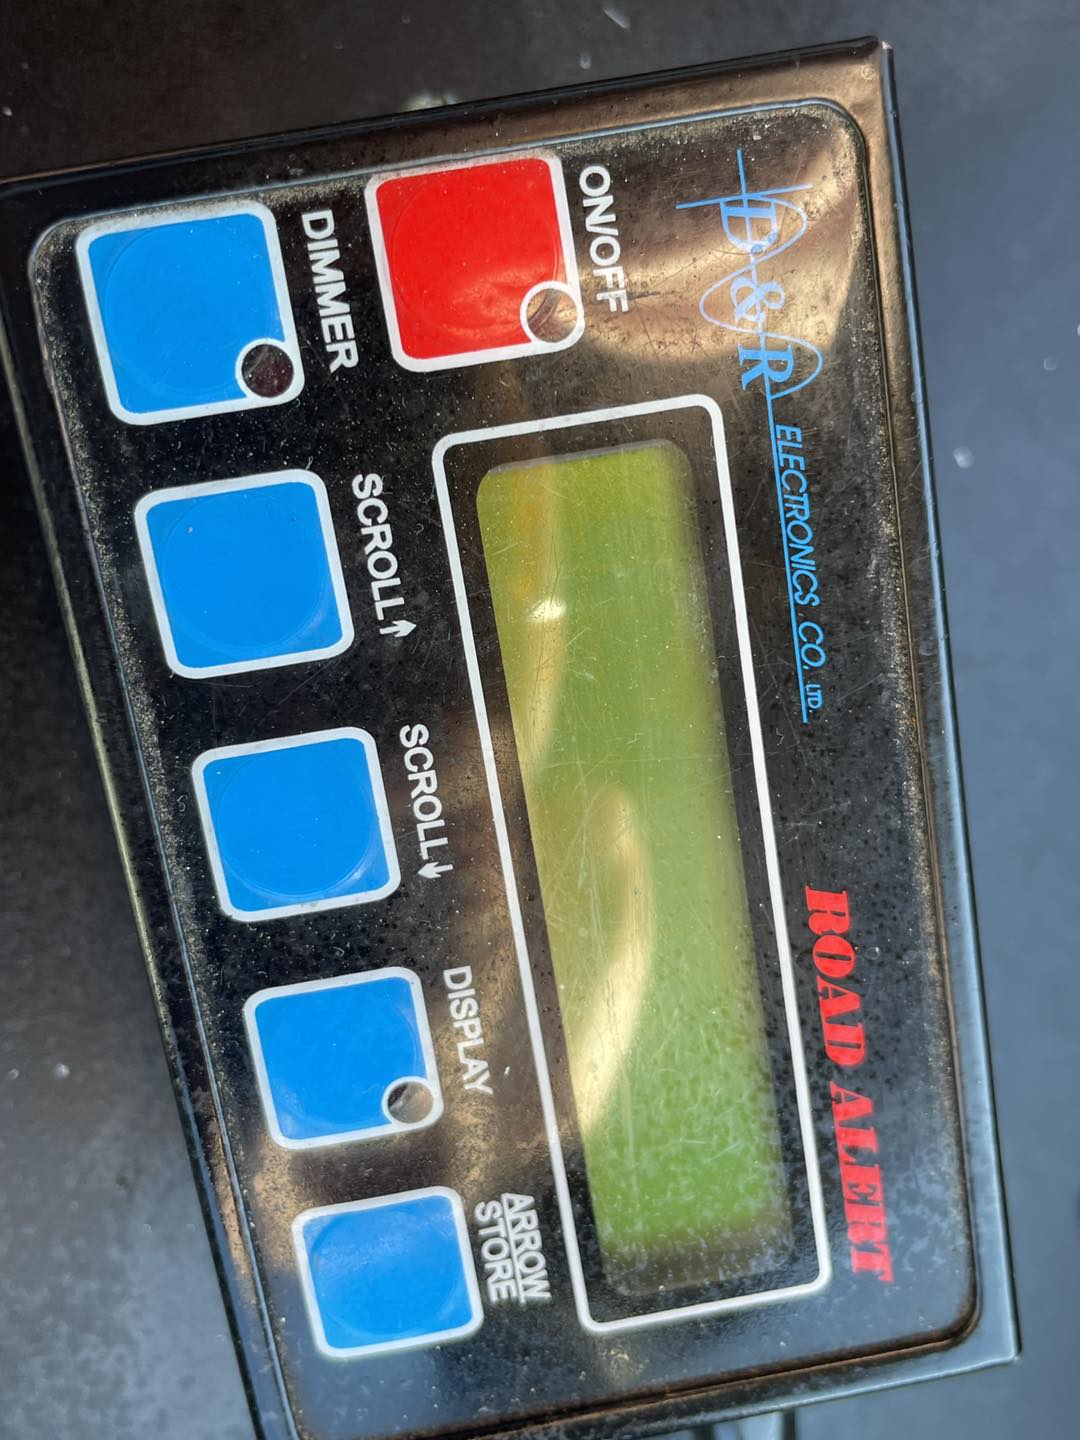 D&R ELECTRONICS CO. LTD.
ROAD ALERT
ON/OFF
DIMMER
SCROLL↑
SCROLL↓
DISPLAY
ARROW
STORE